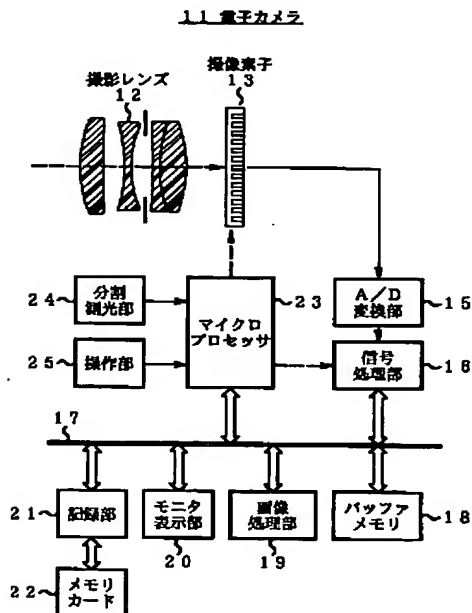 11 電子カメラ
撮影レンズ
12
撮像素子
13
24
分割
測光部
マイクロ
プロセッサ
23
A/D
変換部
15
25
操作部
信号
処理部
16
17
21
記録部
モニタ
表示部
20
画像
処理部
19
バッファ
メモリ
18
22
メモリ
カード